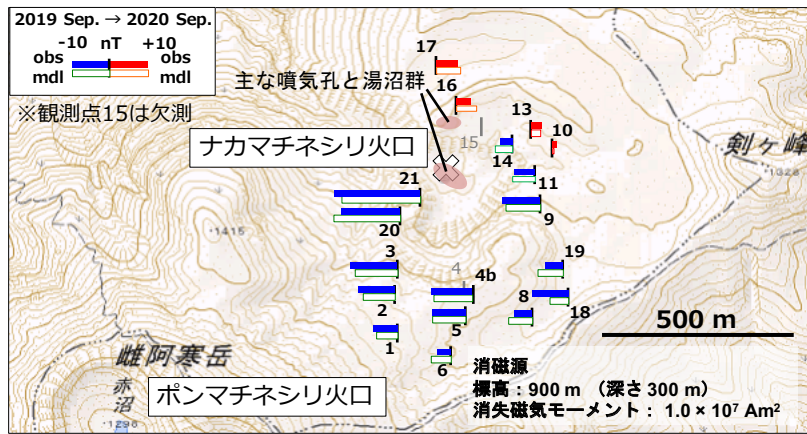 2019 Sep. → 2020 Sep.
-10 nT +10
obs obs
mdl mdl
※観測点15は欠測
主な噴気孔と湯沼群
ナカマチネシリ火口
17
16
15
13
10
14
11
9
21
20
剣ヶ峰
・1328
・1415
3
2
1
4
4b
5
6
19
8
18
500 m
雌阿寒岳
赤沼
・1296
ポンマチネシリ火口
消磁源
標高：900 m （深さ 300 m）
消失磁気モーメント： 1.0 × 10⁷ Am²